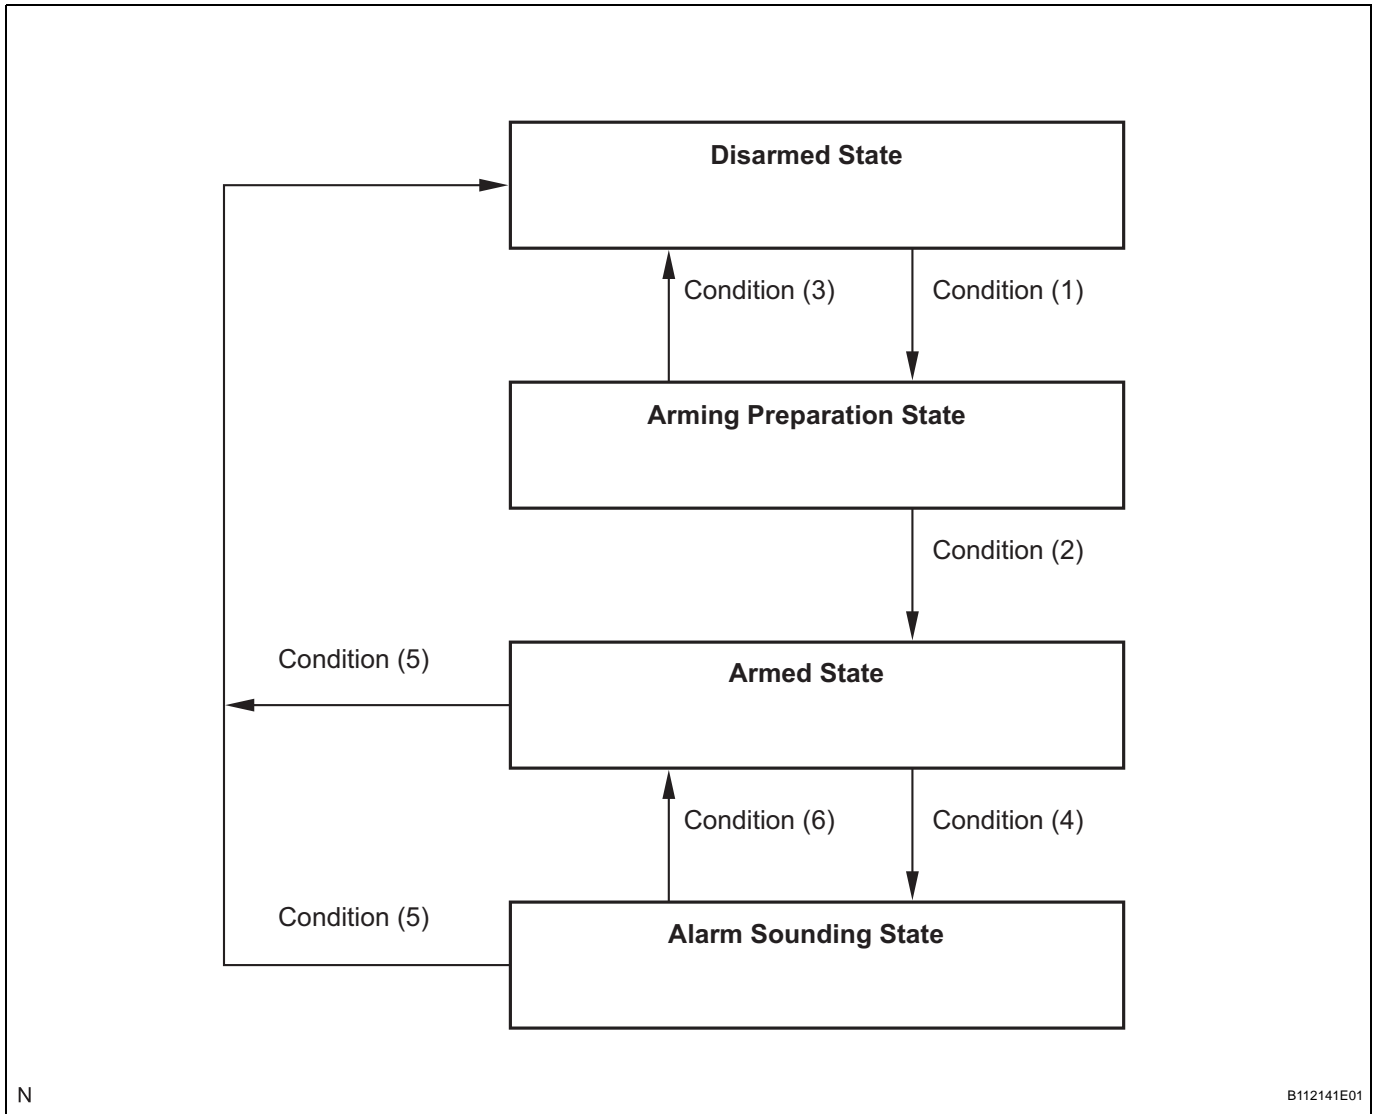 Disarmed State
Condition (3)
Condition (1)
Arming Preparation State
Condition (2)
Condition (5)
Armed State
Condition (6)
Condition (4)
Condition (5)
Alarm Sounding State
N
B112141E01